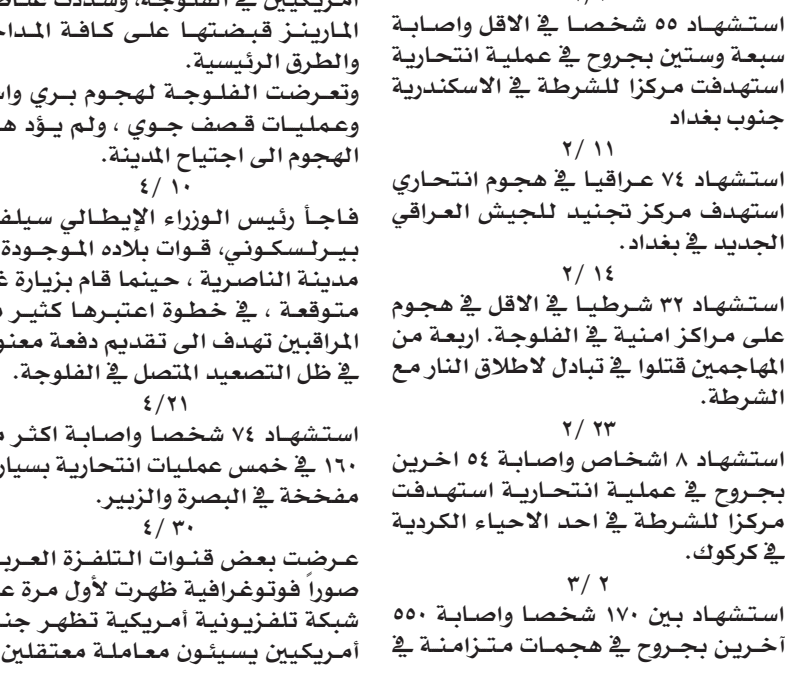 استشهاد ٥٥ شخصا في الاقل واصابة
سبعة وستين بجروح في عملية انتحارية
استهدفت مركزا للشرطة في الاسكندرية
جنوب بغداد
١١ /٢
استشهاد ٧٤ عراقيا في هجوم انتحاري
استهدف مركز تجنيد للجيش العراقي
الجديد في بغداد.
١٤ /٢
استشهاد ٣٢ شرطيا في الاقل في هجوم
على مراكز امنية في الفلوجة. اربعة من
المهاجمين قتلوا في تبادل لاطلاق النار مع
الشرطة.
٢٣ /٢
استشهاد ٨ اشخاص واصابة ٥٤ اخرين
بجروح في عملية انتحارية استهدفت
مركزا للشرطة في احد الاحياء الكردية
في كركوك.
٢ /٣
استشهاد بين ١٧٠ شخصا واصابة ٥٥٠
آخرين بجروح في هجمات متزامنة في
أمريكيين في الفلوجة، وشددت
المارينز قبضتها على كافة
والطرق الرئيسية.
وتعرضت الفلوجة لهجوم بري
وعمليات قصف جوي ، ولم يؤد
الهجوم الى اجتياح المدينة.
١٠ /٤
فاجأ رئيس الوزراء الإيطالي
بيرلسكوني، قوات بلاده الموجودة
مدينة الناصرية ، حينما قام بزيارة
متوقعة ، في خطوة اعتبرها كثير
المراقبين تهدف الى تقديم دفعة
في ظل التصعيد المتصل في الفلوجة.
٤/٢١
استشهاد ٧٤ شخصا واصابة اكثر
١٦٠ في خمس عمليات انتحارية
مفخخة في البصرة والزبير.
٣٠ /٤
عرضت بعض قنوات التلفزة
صوراً فوتوغرافية ظهرت لأول مرة
شبكة تلفزيونية أمريكية تظهر
أمريكيين يسيئون معاملة معتقلين